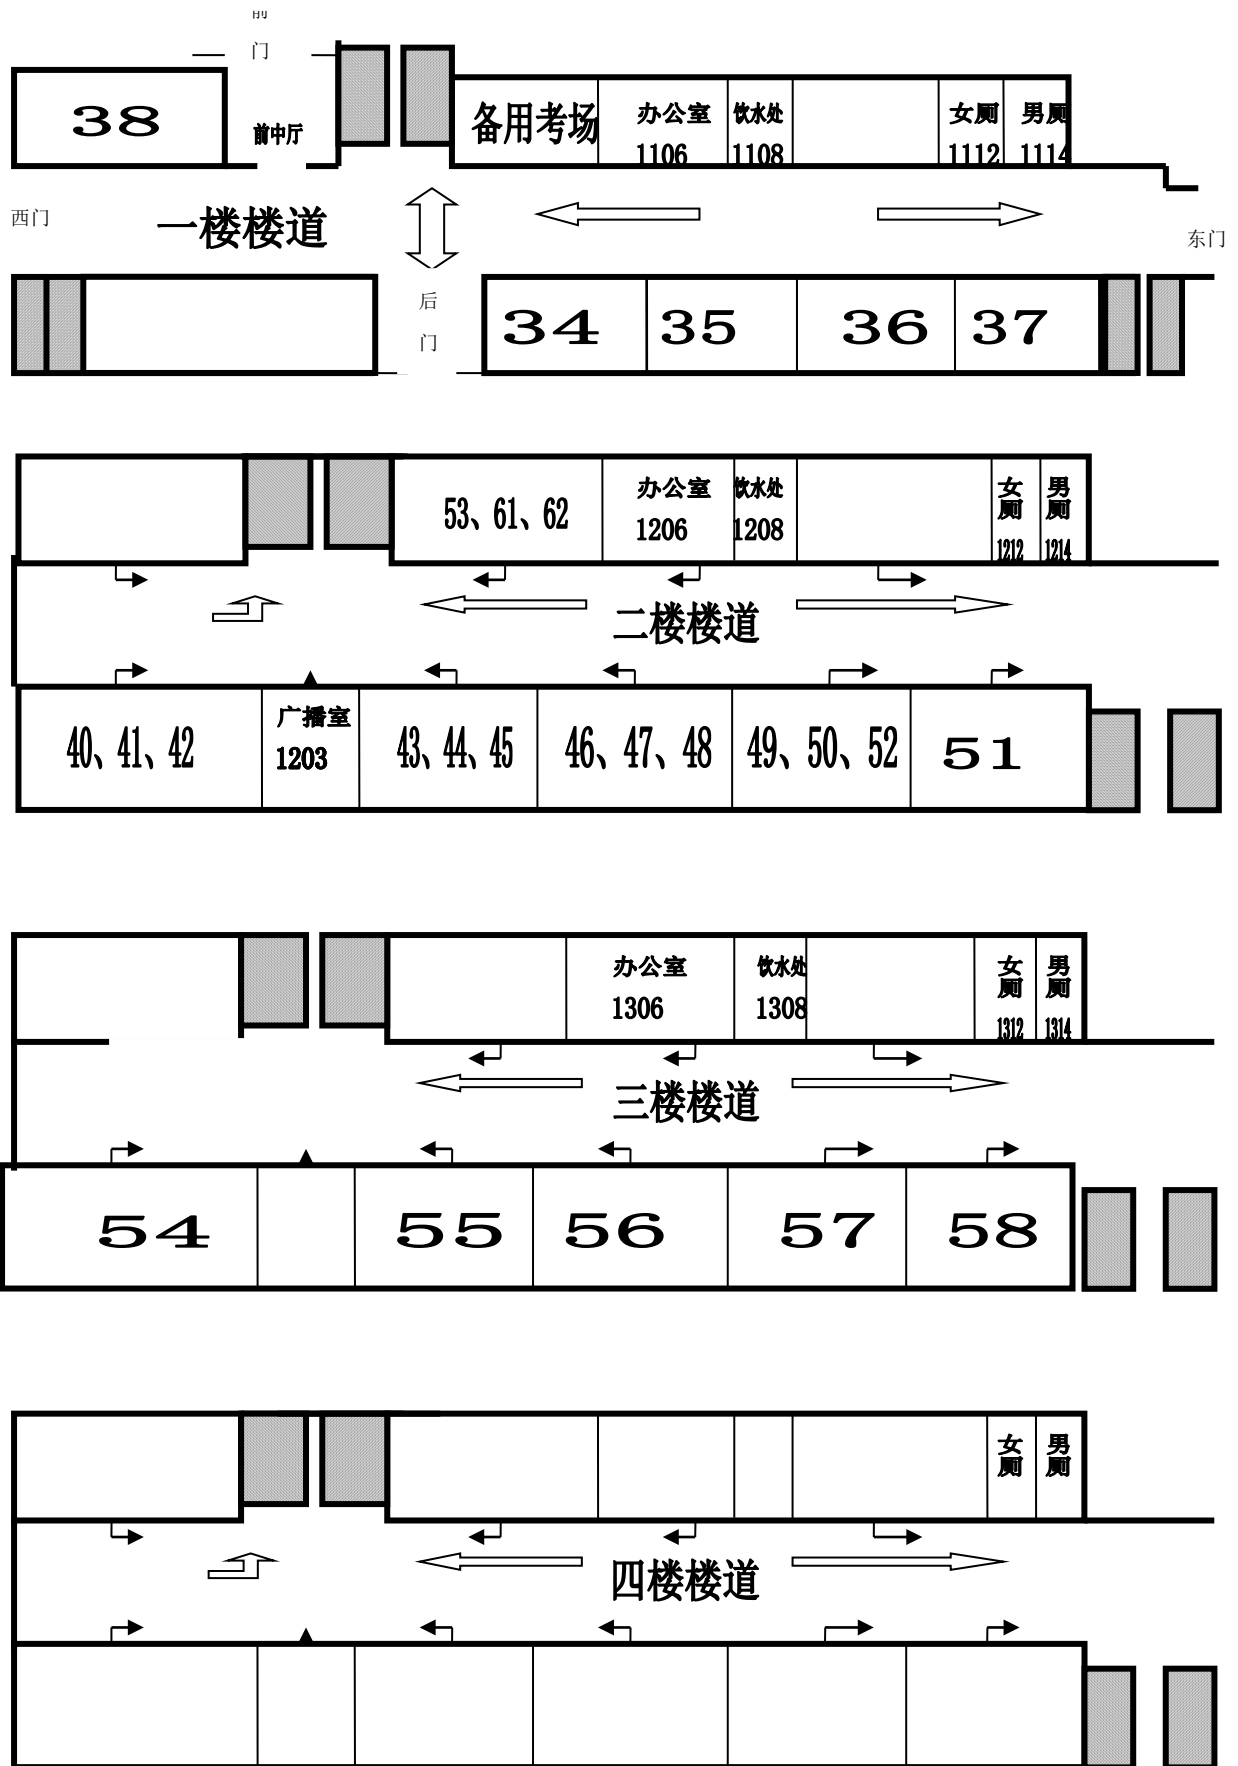 前
门
38
前中厅
备用考场
办公室
1106
饮水处
1108
女厕
1112
男厕
1114
西门
一楼楼道
东门
后
门
34
35
36
37
53、61、62
办公室
1206
饮水处
1208
女厕
1212
男厕
1214
二楼楼道
40、41、42
广播室
1203
43、44、45
46、47、48
49、50、52
51
办公室
1306
饮水处
1308
女厕
1312
男厕
1314
三楼楼道
54
55
56
57
58
女厕
男厕
四楼楼道